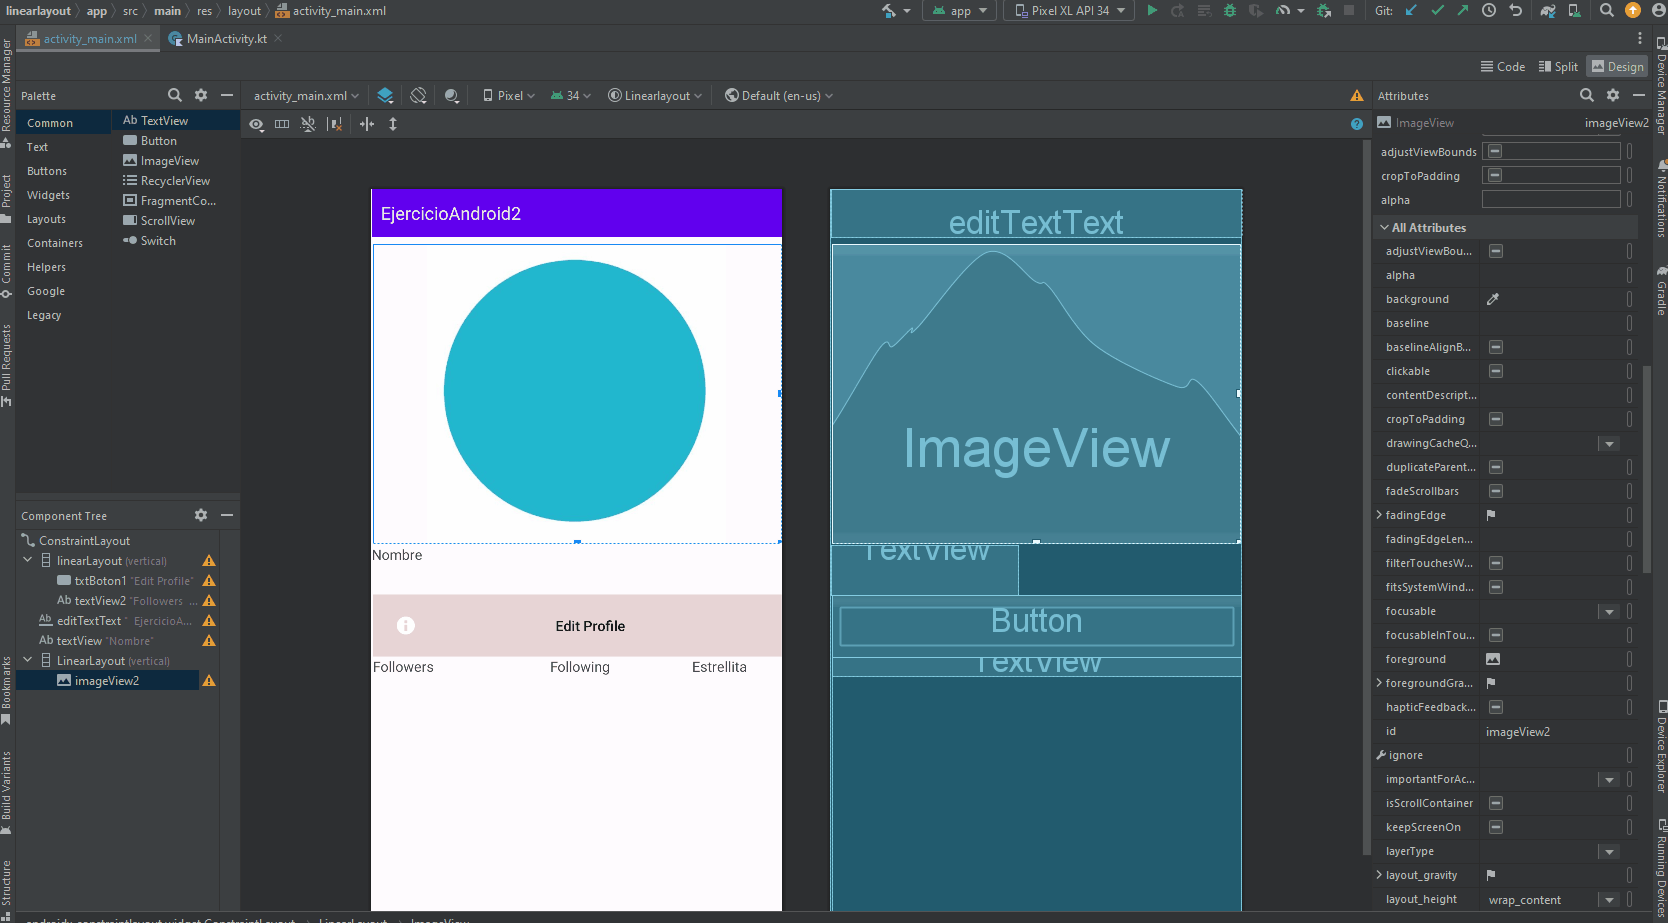 linearlayout app src main res layout activity_main.xml
app Pixel XL API 34 Git:
activity_main.xml MainActivity.kt
Code Split Design
Palette
activity_main.xml Pixel 34 Linearlayout Default (en-us)
Attributes
Common
Text
Buttons
Widgets
Layouts
Containers
Helpers
Google
Legacy
Ab TextView
Button
ImageView
RecyclerView
FragmentCo...
ScrollView
Switch
Component Tree
ConstraintLayout
linearLayout (vertical)
txtBoton1 "Edit Profile"
Ab textView2 "Followers ...
Ab editTextText " EjercicioA...
Ab textView "Nombre"
LinearLayout (vertical)
imageView2
EjercicioAndroid2
Nombre
Edit Profile
Followers Following Estrellita
editTextText
ImageView
TextView
Button
TextView
ImageView imageView2
adjustViewBounds
cropToPadding
alpha
All Attributes
adjustViewBou...
alpha
background
baseline
baselineAlignB...
clickable
contentDescript...
cropToPadding
drawingCacheQ...
duplicateParent...
fadeScrollbars
fadingEdge
fadingEdgeLen...
filterTouchesW...
fitsSystemWind...
focusable
focusableInTou...
foreground
foregroundGra...
hapticFeedback...
id imageView2
ignore
importantForAc...
isScrollContainer
keepScreenOn
layerType
layout_gravity
layout_height wrap_content
Resource Manager
Project
Commit
Pull Requests
Bookmarks
Build Variants
Structure
Device Manager
Notifications
Gradle
Device Explorer
Running Devices
androidx.constraintlayout.widget.ConstraintLayout LinearLayout ImageView